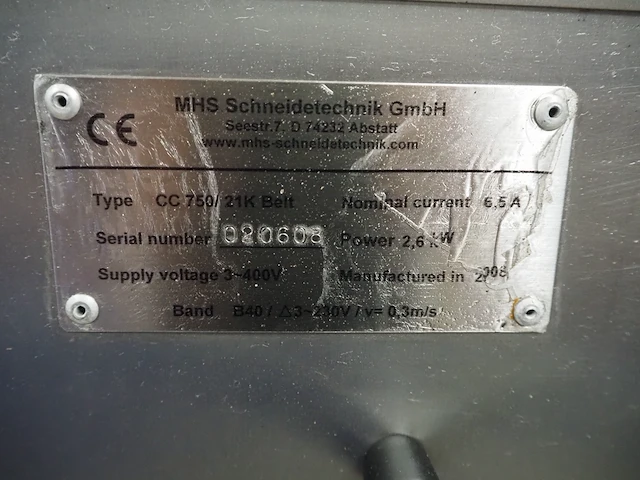 MHS Schneidetechnik GmbH
CE
Seestr.7, D 74232 Abstatt
www.mhs-schneidetechnik.com
Type CC 750/ 21K Belt Nominal current 6,5 A
Serial number 020608 Power 2,6 kW
Supply voltage 3~400V Manufactured in 2008
Band B40 / △3~230V / v= 0,3m/s